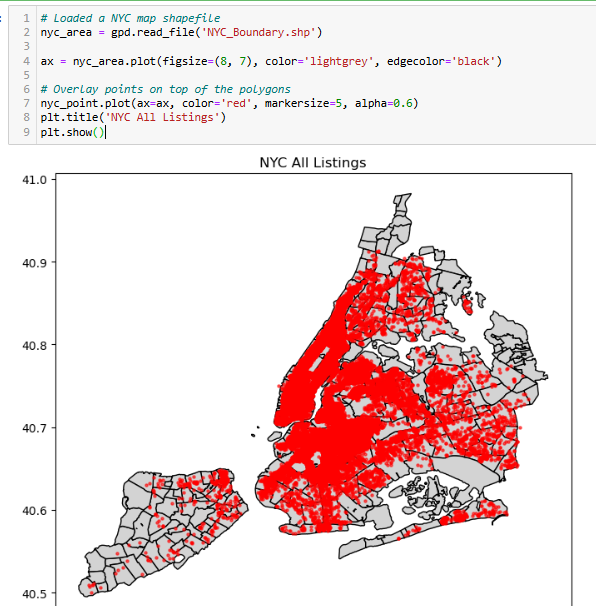 1 # Loaded a NYC map shapefile
2 nyc_area = gpd.read_file('NYC_Boundary.shp')
3
4 ax = nyc_area.plot(figsize=(8, 7), color='lightgrey', edgecolor='black')
5
6 # Overlay points on top of the polygons
7 nyc_point.plot(ax=ax, color='red', markersize=5, alpha=0.6)
8 plt.title('NYC All Listings')
9 plt.show()
NYC All Listings
41.0
40.9
40.8
40.7
40.6
40.5